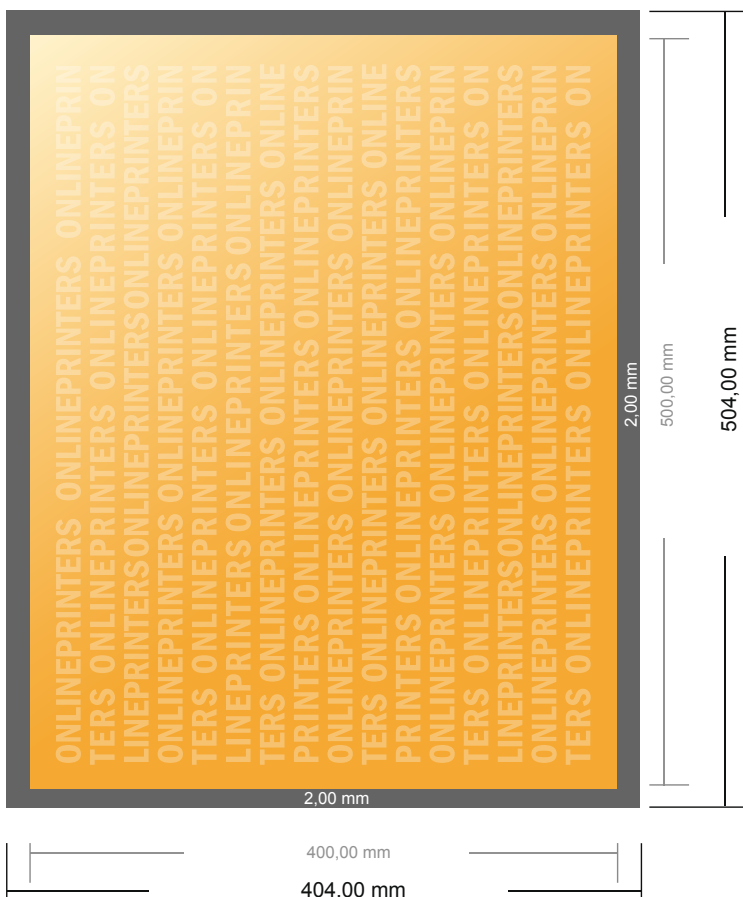 ONLINEPRINTERS ONLINEPRINTERS ONLINEPRIN
TERS ONLINEPRINTERS ONLINEPRINTERS ON
LINEPRINTERSONLINEPRINTERSONLINEPRINTERS
ONLINEPRINTERS ONLINEPRINTERS ONLINEPRIN
TERS ONLINEPRINTERS ONLINEPRINTERS ON
LINEPRINTERS ONLINEPRINTERS ONLINEPRIN
TERS ONLINEPRINTERS ONLINEPRINTERS ONLINE
PRINTERS ONLINEPRINTERS ONLINEPRINTERS
ONLINEPRINTERS ONLINEPRINTERS ONLINEPRIN
TERS ONLINEPRINTERS ONLINEPRINTERS ONLINE
PRINTERS ONLINEPRINTERS ONLINEPRINTERS
ONLINEPRINTERS ONLINEPRINTERS ONLINEPRIN
TERS ONLINEPRINTERS ONLINEPRINTERS ON
LINEPRINTERSONLINEPRINTERSONLINEPRINTERS
ONLINEPRINTERS ONLINEPRINTERS ONLINEPRIN
TERS ONLINEPRINTERS ONLINEPRINTERS ON
2,00 mm
500,00 mm
504,00 mm
2,00 mm
400,00 mm
404,00 mm